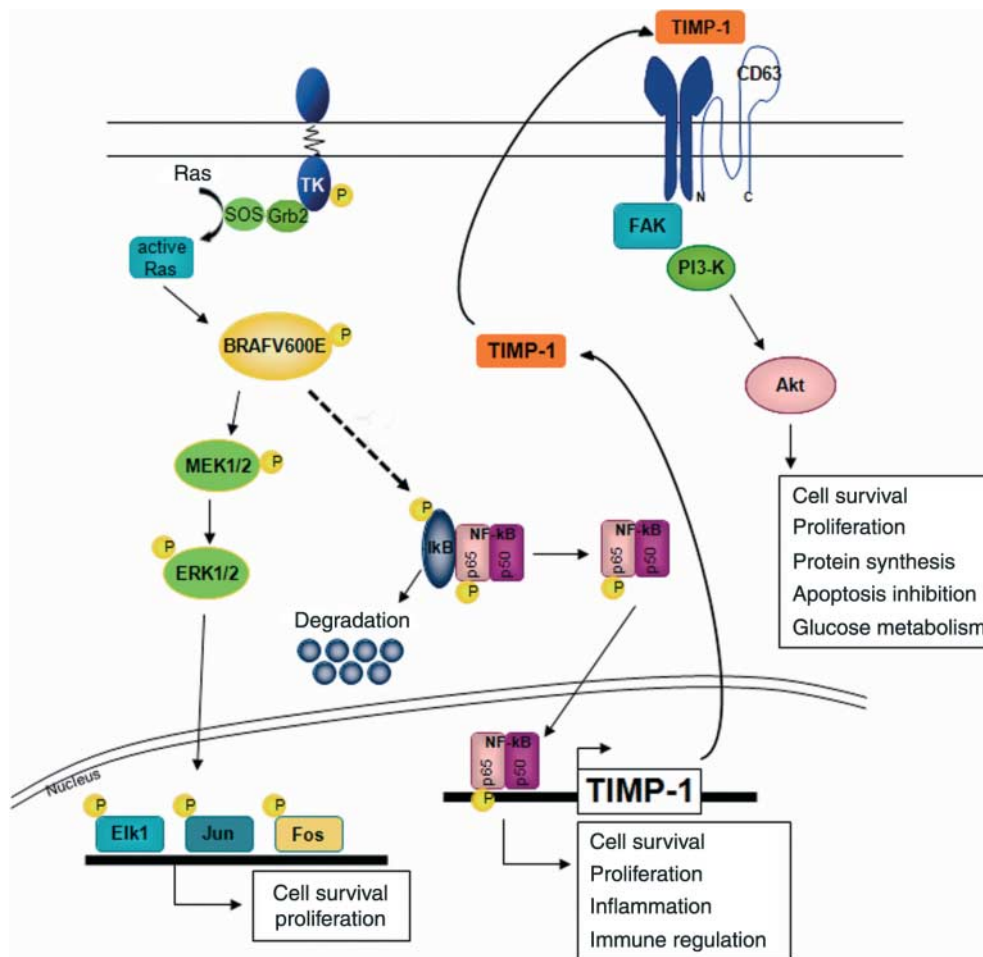 TIMP-1
CD63
TK
P
Ras
SOS
Grb2
N
C
FAK
active
Ras
PI3-K
BRAFV600E
P
TIMP-1
Akt
MEK1/2
P
Cell survival
Proliferation
Protein synthesis
Apoptosis inhibition
Glucose metabolism
P
IkB
NF-kB
p65
p50
P
NF-kB
p65
p50
P
P
ERK1/2
Degradation
Nucleus
NF-kB
p65
p50
P
TIMP-1
P
Elk1
P
Jun
P
Fos
Cell survival
proliferation
Cell survival
Proliferation
Inflammation
Immune regulation